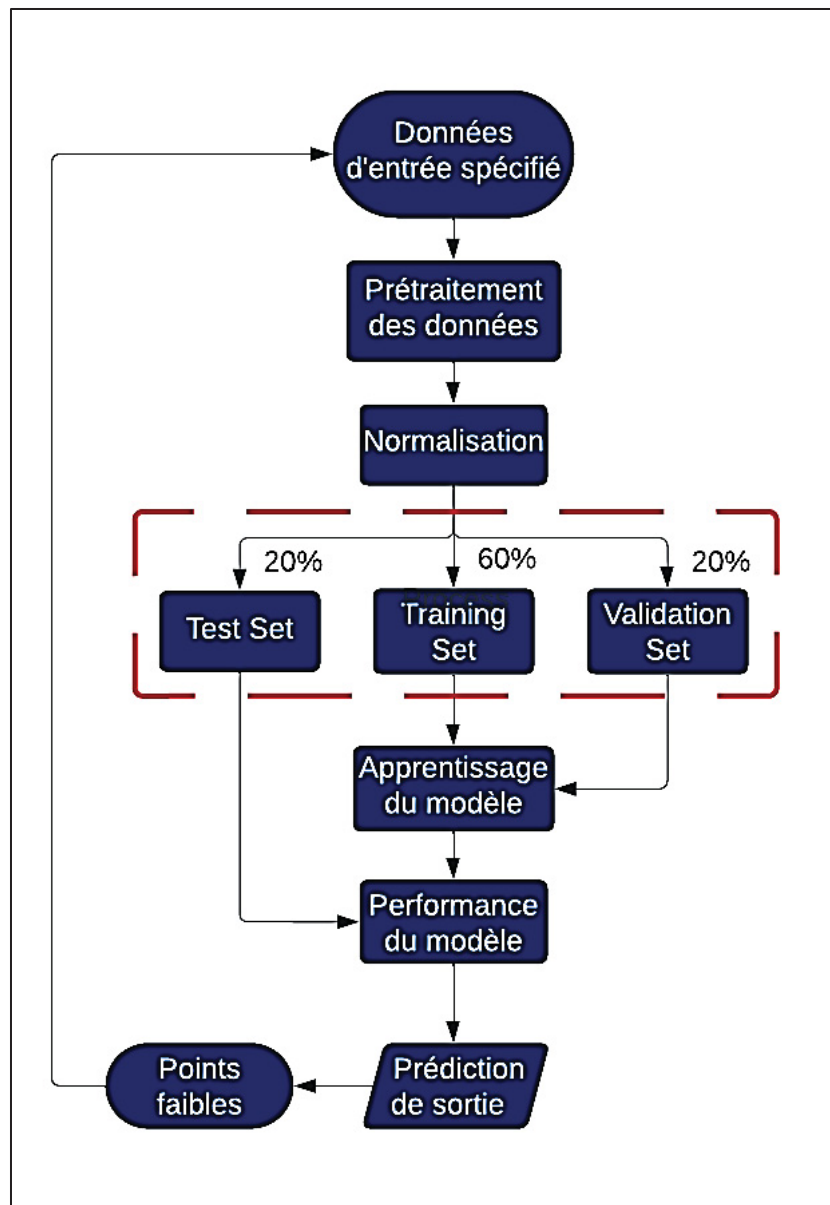 Données
d'entrée spécifié
Prétraitement
des données
Normalisation
20%
60%
20%
Test Set
Training
Set
Validation
Set
Apprentissage
du modèle
Performance
du modèle
Points
faibles
Prédiction
de sortie